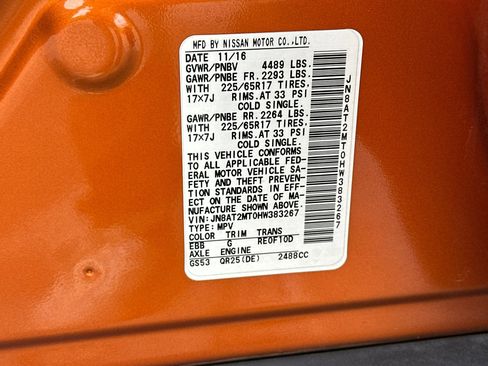 MFD BY NISSAN MOTOR CO.,LTD.
DATE 11/16
GVWR/PNBV 4489 LBS.
GAWR/PNBE FR. 2293 LBS.
WITH 225/65R17 TIRES,
17×7J RIMS.AT 33 PSI
COLD SINGLE.
GAWR/PNBE RR. 2264 LBS.
WITH 225/65R17 TIRES,
17×7J RIMS.AT 33 PSI
COLD SINGLE.
THIS VEHICLE CONFORMS
TO ALL APPLICABLE FED-
ERAL MOTOR VEHICLE SA-
FETY AND THEFT PREVEN-
TION STANDARDS IN EFF-
ECT ON THE DATE OF MA-
NUFACTURE SHOWN ABOVE.
VIN: JN8AT2MT0HW383267
TYPE: MPV
COLOR TRIM TRANS
EBB G RE0F10D
AXLE ENGINE
GS53 QR25(DE) 2488CC
JN8AT2MT0HW383267